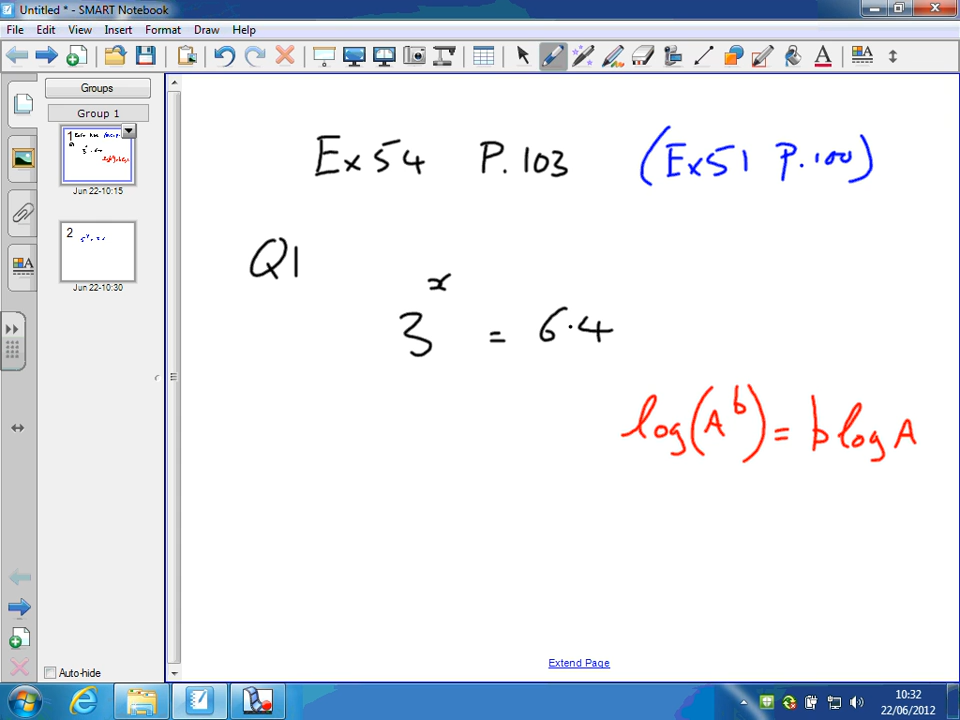 Untitled * - SMART Notebook
File Edit View Insert Format Draw Help
Groups
Group 1
1
Jun 22-10:15
2
Jun 22-10:30
Ex 54 P.103 (Ex 51 P.100)
Q1
3^x = 6.4
log(A^b) = b log A
Extend Page
Auto-hide
10:32
22/06/2012